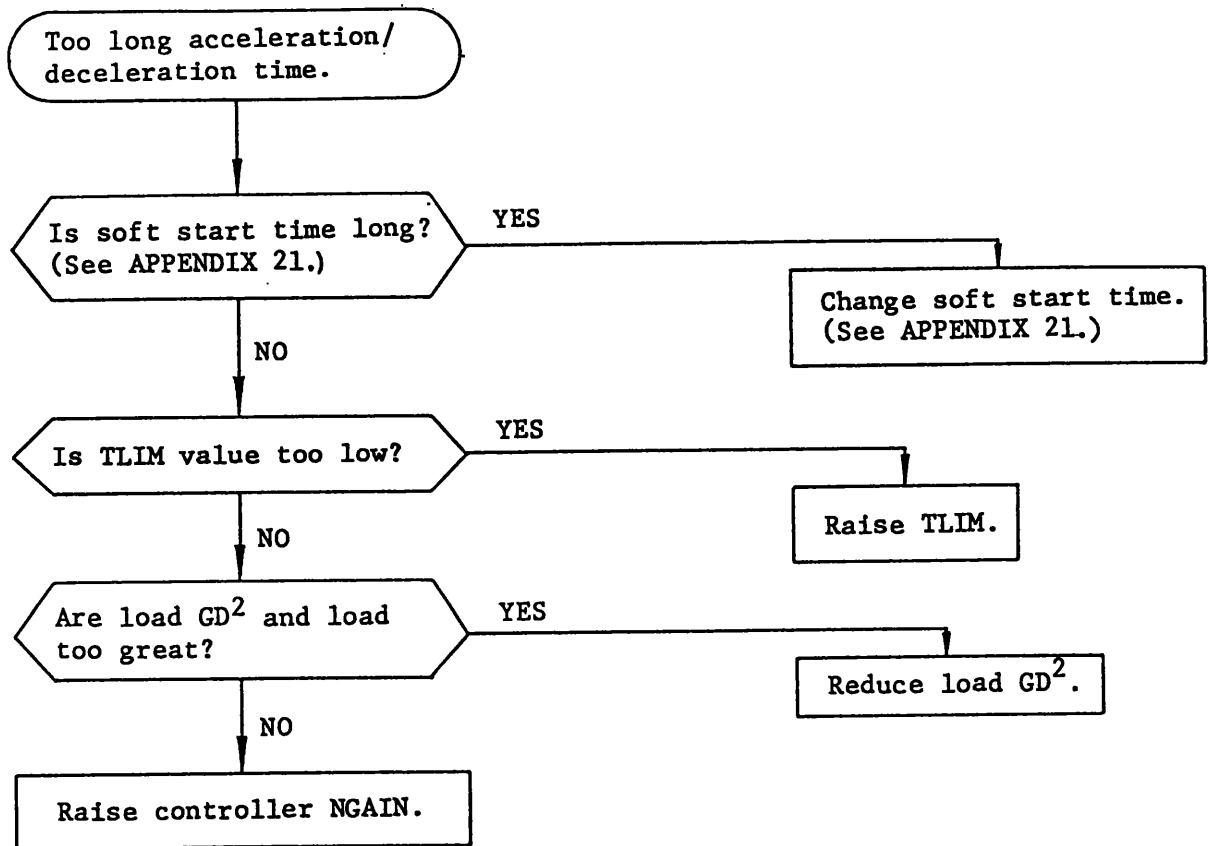 Too long acceleration/
deceleration time.
Is soft start time long?
(See APPENDIX 21.)
YES
Change soft start time.
(See APPENDIX 21.)
NO
Is TLIM value too low?
YES
Raise TLIM.
NO
Are load GD² and load
too great?
YES
Reduce load GD².
NO
Raise controller NGAIN.